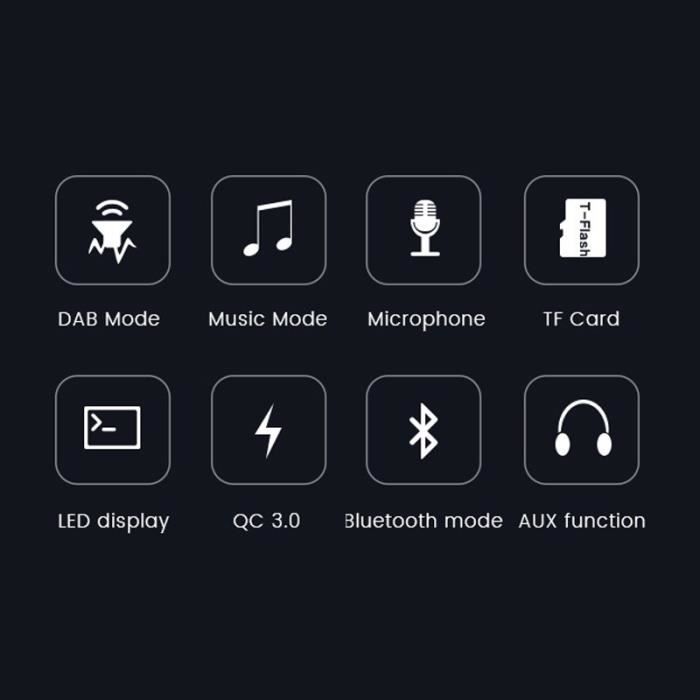 T-Flash
DAB Mode
Music Mode
Microphone
TF Card
LED display
QC 3.0
Bluetooth mode
AUX function